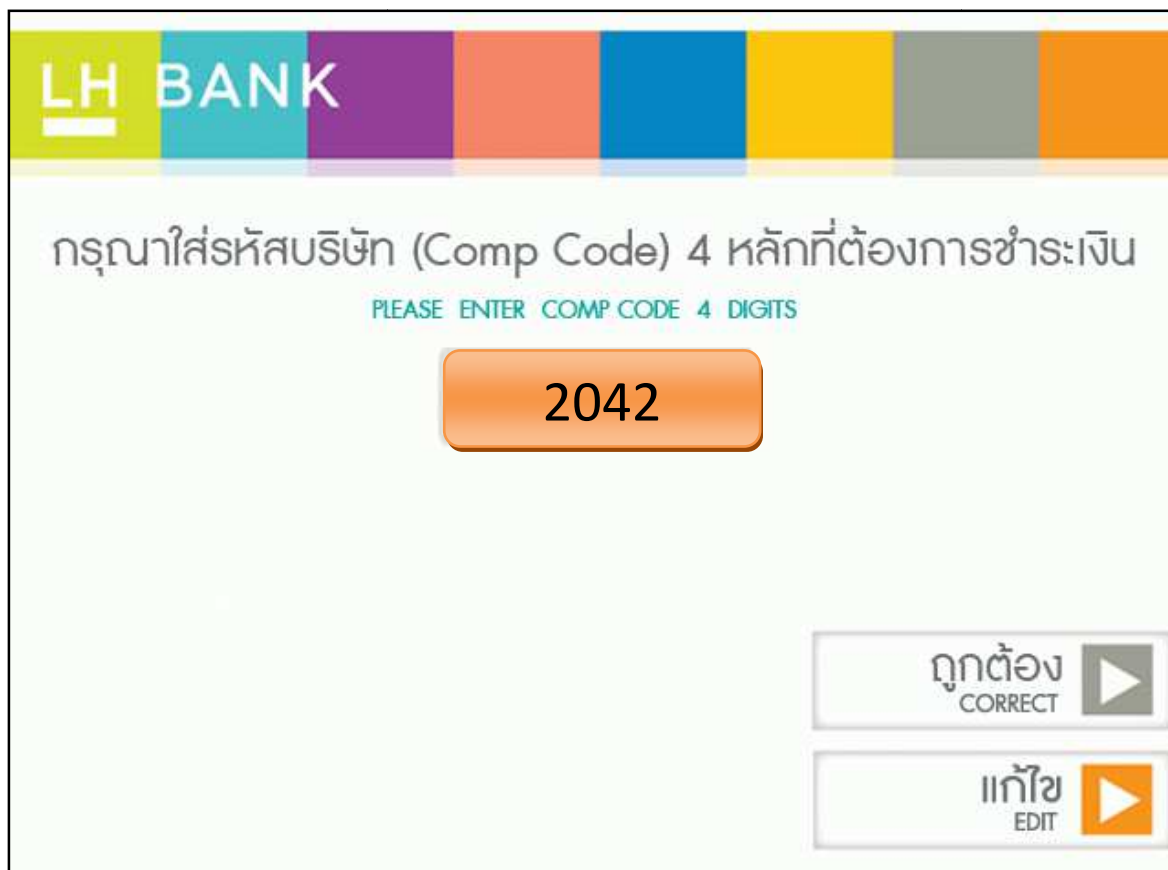 LH BANK
กรุณาใส่รหัสบริษัท (Comp Code) 4 หลักที่ต้องการชำระเงิน
PLEASE ENTER COMP CODE 4 DIGITS
2042
ถูกต้อง
CORRECT
แก้ไข
EDIT